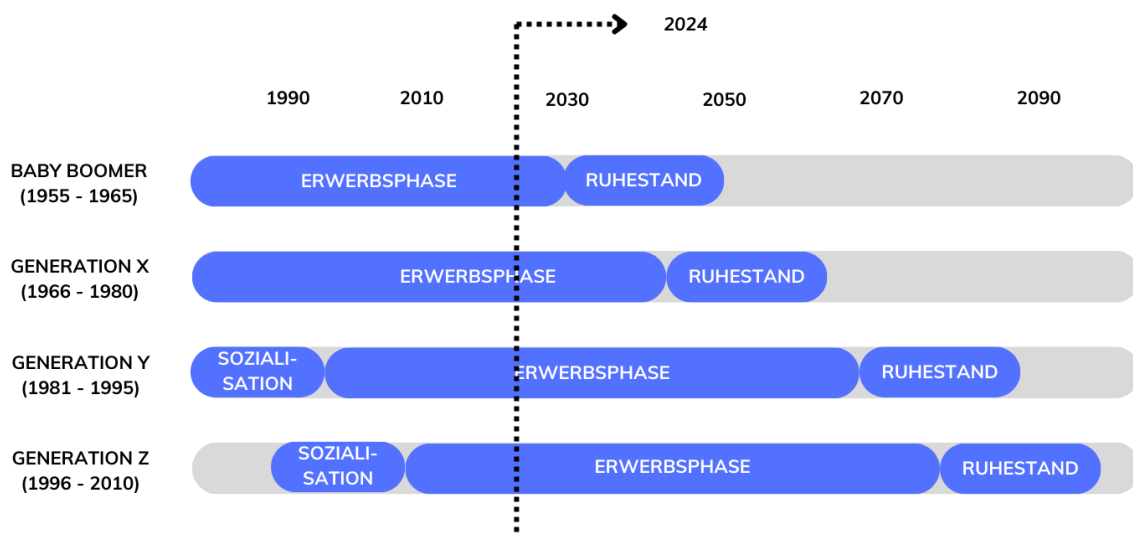 2024
1990 2010 2030 2050 2070 2090
BABY BOOMER
(1955 - 1965)
ERWERBSPHASE RUHESTAND
GENERATION X
(1966 - 1980)
ERWERBSPHASE RUHESTAND
GENERATION Y
(1981 - 1995)
SOZIALI-
SATION
ERWERBSPHASE RUHESTAND
GENERATION Z
(1996 - 2010)
SOZIALI-
SATION
ERWERBSPHASE RUHESTAND